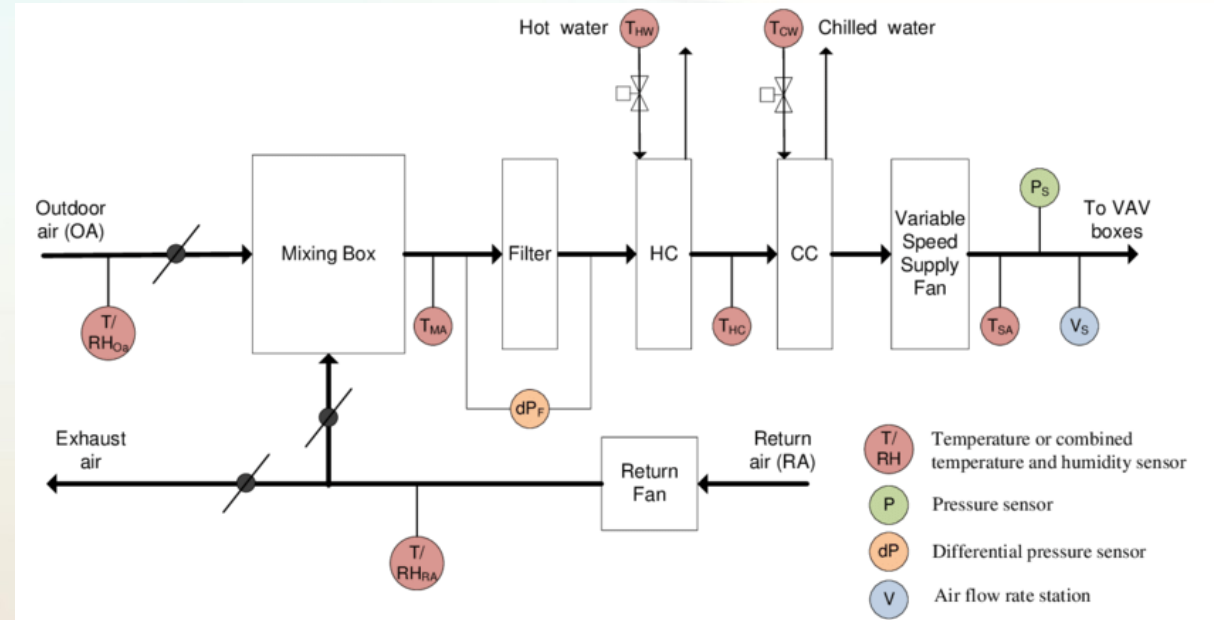 Hot water
THW
TCW
Chilled water
Outdoor
air (OA)
Mixing Box
Filter
HC
CC
Variable
Speed
Supply
Fan
PS
To VAV
boxes
T/
RHOa
TMA
THC
TSA
VS
dPF
Exhaust
air
Return
Fan
Return
air (RA)
T/
RHRA
T/
RH
Temperature or combined
temperature and humidity sensor
P
Pressure sensor
dP
Differential pressure sensor
V
Air flow rate station